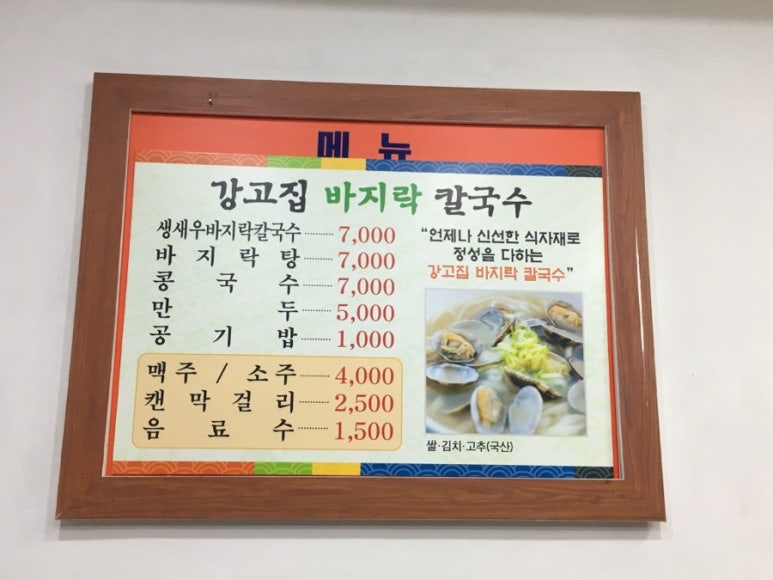 메뉴
강고집 바지락 칼국수
생새우바지락칼국수 ········· 7,000
바지락탕 ········· 7,000
콩국수 ········· 7,000
만두 ········· 5,000
공기밥 ········· 1,000
맥주 / 소주 ········· 4,000
캔막걸리 ········· 2,500
음료수 ········· 1,500
“언제나 신선한 식자재로
정성을 다하는
강고집 바지락 칼국수”
쌀·김치·고추(국산)